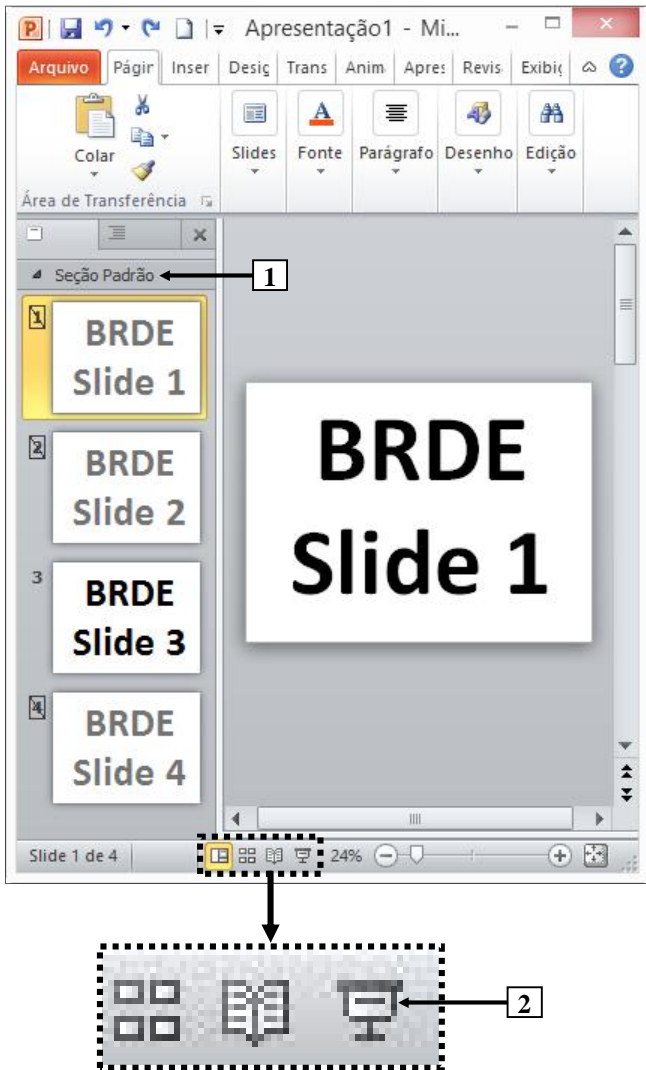 Apresentação1 - Mi...
Arquivo Págir Inser Desig Trans Anim Apres Revis Exibiç
Colar Slides Fonte Parágrafo Desenho Edição
Área de Transferência
Seção Padrão
1
1
BRDE
Slide 1
2
BRDE
Slide 2
3
BRDE
Slide 3
4
BRDE
Slide 4
BRDE
Slide 1
Slide 1 de 4 24%
2